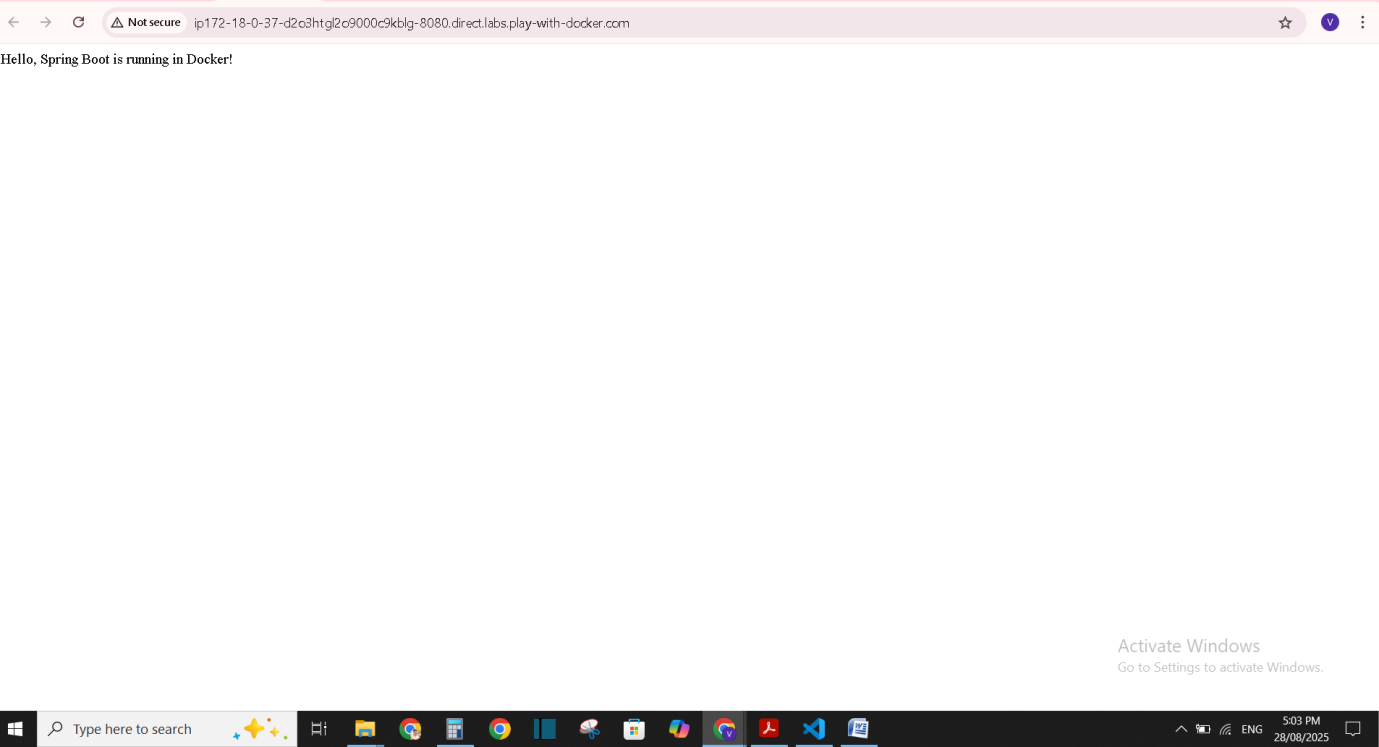 Not secure ip172-18-0-37-d2o3htgl2o9000c9kblg-8080.direct.labs.play-with-docker.com V
Hello, Spring Boot is running in Docker!
Activate Windows
Go to Settings to activate Windows.
Type here to search
ENG
5:03 PM
28/08/2025